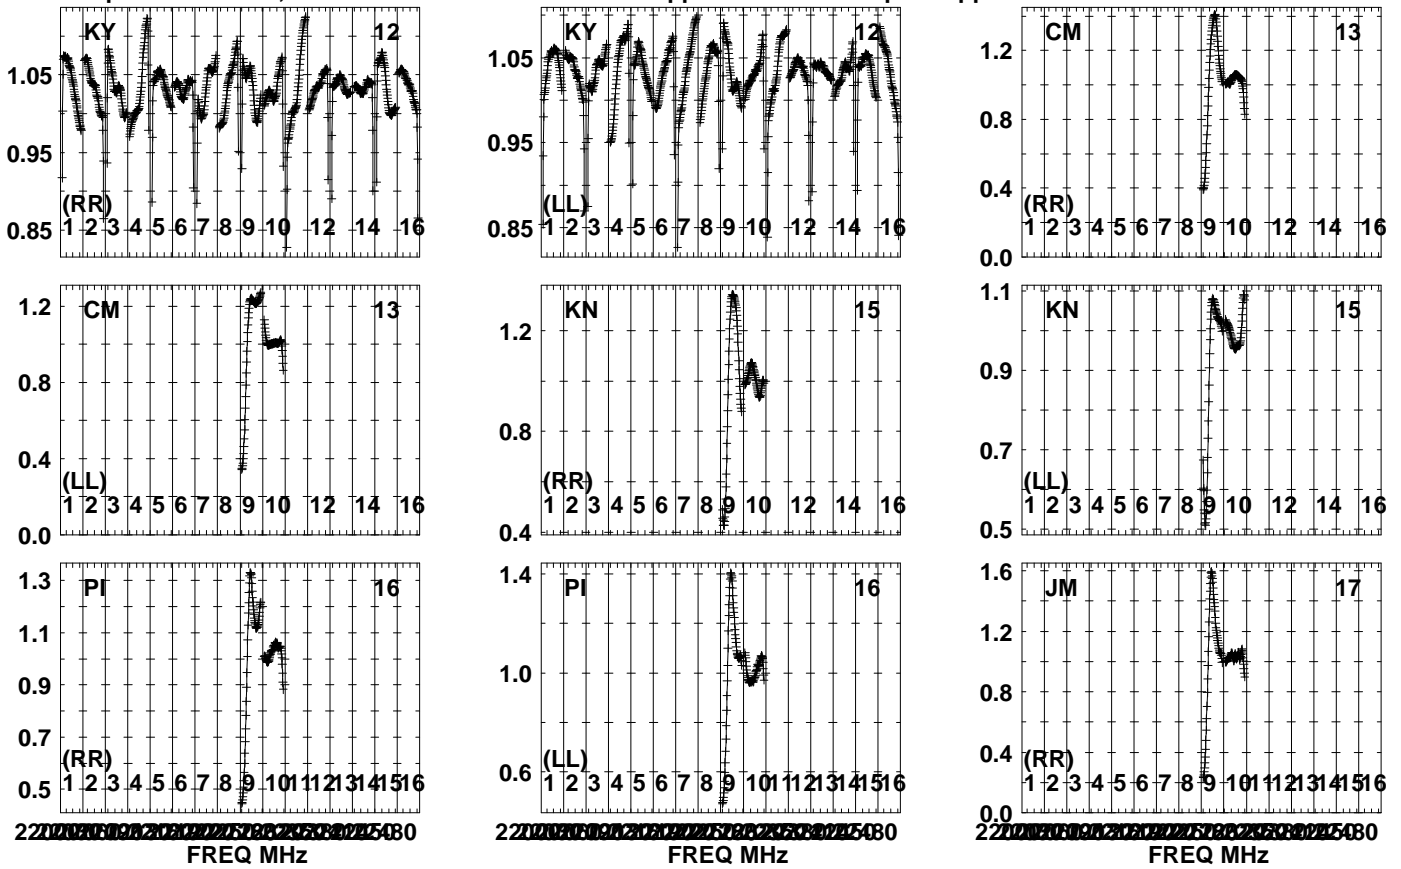 KY 12 KY 12 CM 13
1.05 1.05 1.2
0.95 0.95 0.8
0.85 0.85 0.4
0.0
(RR) (LL) (RR)
1 2 3 4 5 6 7 8 9 10 12 14 16 1 2 3 4 5 6 7 8 9 10 12 14 16 1 2 3 4 5 6 7 8 9 10 12 14 16
CM 13 KN 15 KN 15
1.2 1.2 1.1
0.8 0.8 0.9
0.4 0.4 0.7
0.0 0.5
(LL) (RR) (LL)
1 2 3 4 5 6 7 8 9 10 12 14 16 1 2 3 4 5 6 7 8 9 10 12 14 16 1 2 3 4 5 6 7 8 9 10 12 14 16
PI 16 PI 16 JM 17
1.3 1.4 1.6
1.1 1.0 1.2
0.9 0.6 0.8
0.7 0.4
0.5 0.0
(RR) (LL) (RR)
1 2 3 4 5 6 7 8 9 10 11 12 13 14 15 16 1 2 3 4 5 6 7 8 9 10 11 12 13 14 15 16 1 2 3 4 5 6 7 8 9 10 11 12 13 14 15 16
FREQ MHz FREQ MHz FREQ MHz